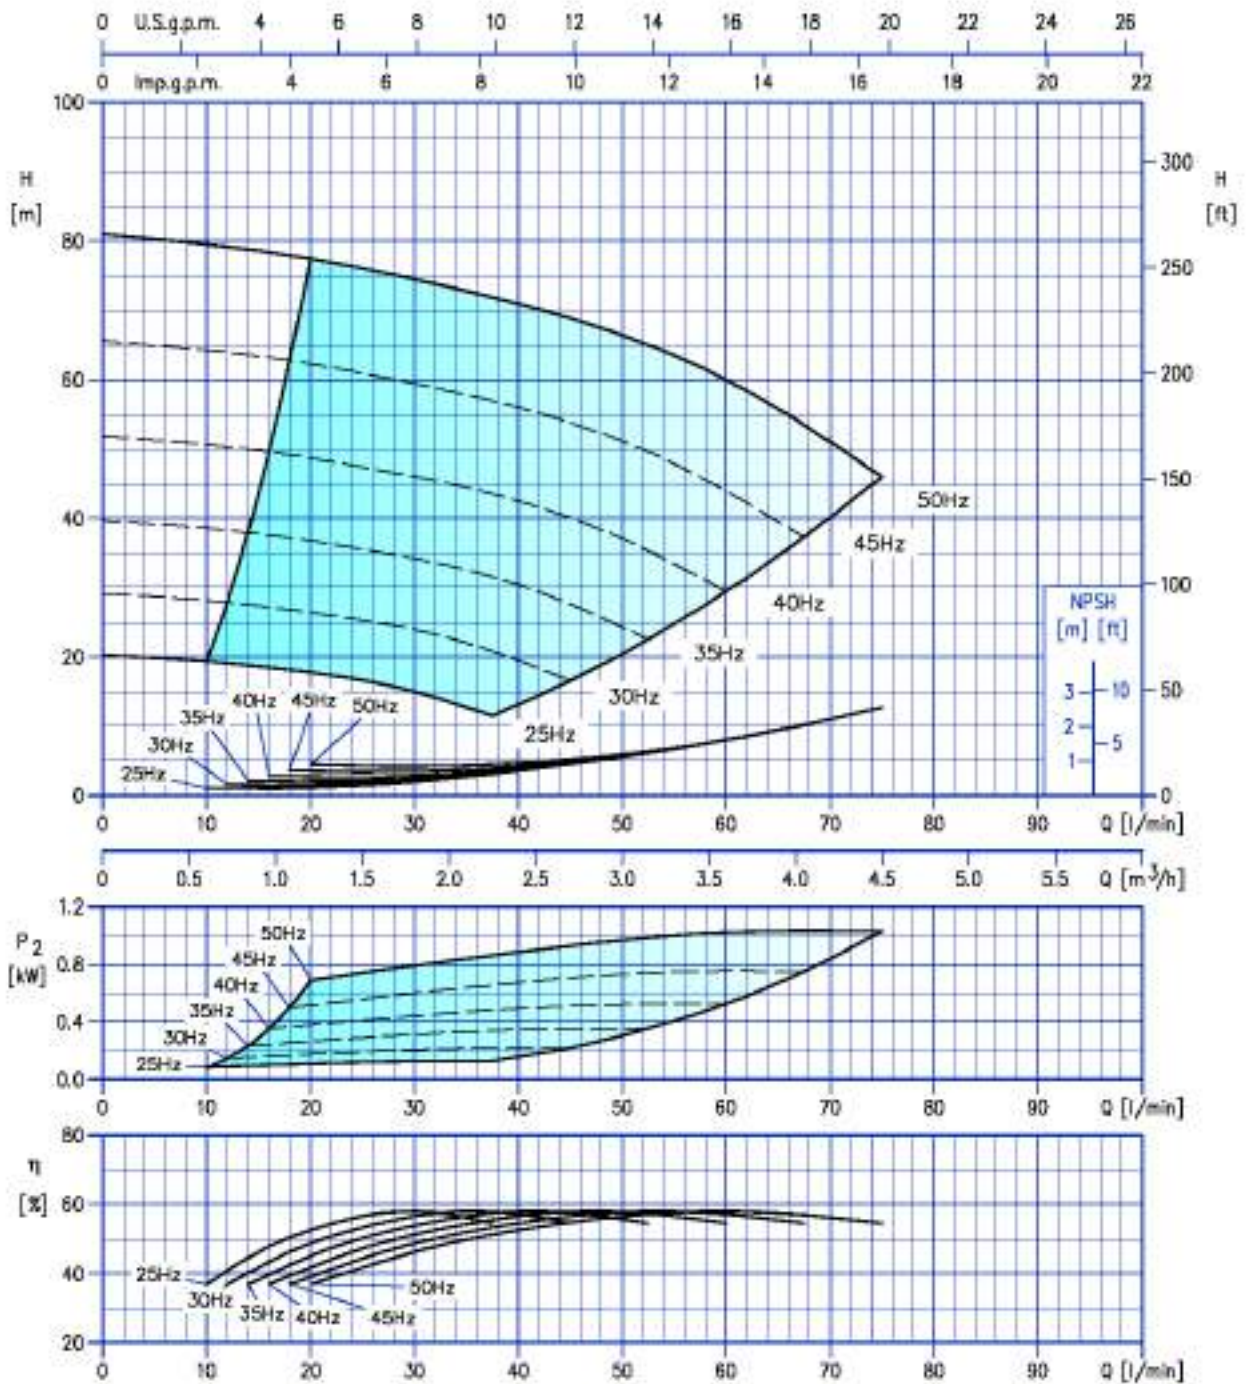 0 U.S.g.p.m. 4 6 8 10 12 14 16 18 20 22 24 26
0 Imp.g.p.m. 4 6 8 10 12 14 16 18 20 22
100
300
H
[m]
H
[ft]
80
250
60
200
150
50Hz
40
45Hz
100
40Hz
NPSH
[m] [ft]
35Hz
20
30Hz
3 10
50
40Hz 45Hz 50Hz
25Hz
2
35Hz
5
30Hz
1
25Hz
0 0
0 10 20 30 40 50 60 70 80 90 Q [l/min]
0 0.5 1.0 1.5 2.0 2.5 3.0 3.5 4.0 4.5 5.0 5.5 Q [m³/h]
1.2
P2
[kW]
50Hz
45Hz
0.8
40Hz
35Hz
0.4
30Hz
25Hz
0.0
0 10 20 30 40 50 60 70 80 90 Q [l/min]
80
η
[%]
60
40
25Hz
30Hz
35Hz
40Hz
45Hz
50Hz
20
0 10 20 30 40 50 60 70 80 90 Q [l/min]